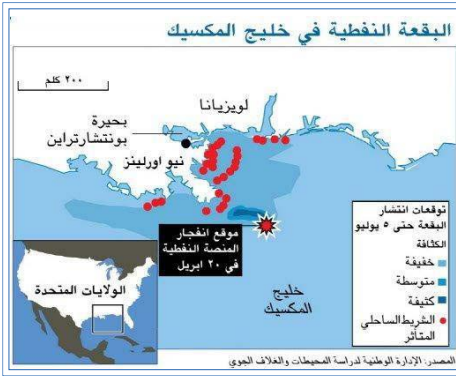 البقعة النفطية في خليج المكسيك
٢٠٠ كلم
لويزيانا
بحيرة
بونتشارتراين
نيو اورلينز
موقع انفجار
المنصة النفطية
في ٢٠ ابريل
خليج
المكسيك
الولايات المتحدة
توقعات انتشار
البقعة حتى ٥ يوليو
الكثافة
خفيفة
متوسطة
كثيفة
الشريط الساحلي
المتأثر
المصدر: الإدارة الوطنية لدراسة المحيطات والغلاف الجوي